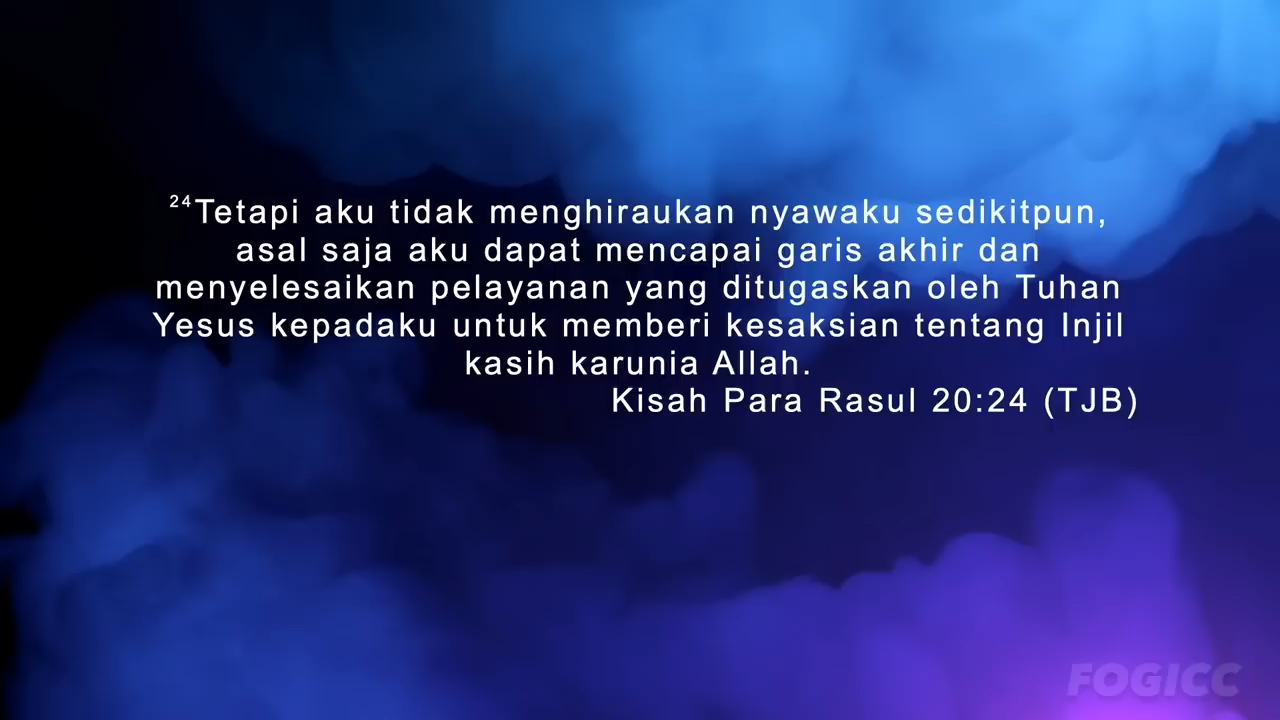 ²⁴Tetapi aku tidak menghiraukan nyawaku sedikitpun,
asal saja aku dapat mencapai garis akhir dan
menyelesaikan pelayanan yang ditugaskan oleh Tuhan
Yesus kepadaku untuk memberi kesaksian tentang Injil
kasih karunia Allah.
Kisah Para Rasul 20:24 (TJB)
FOGICC